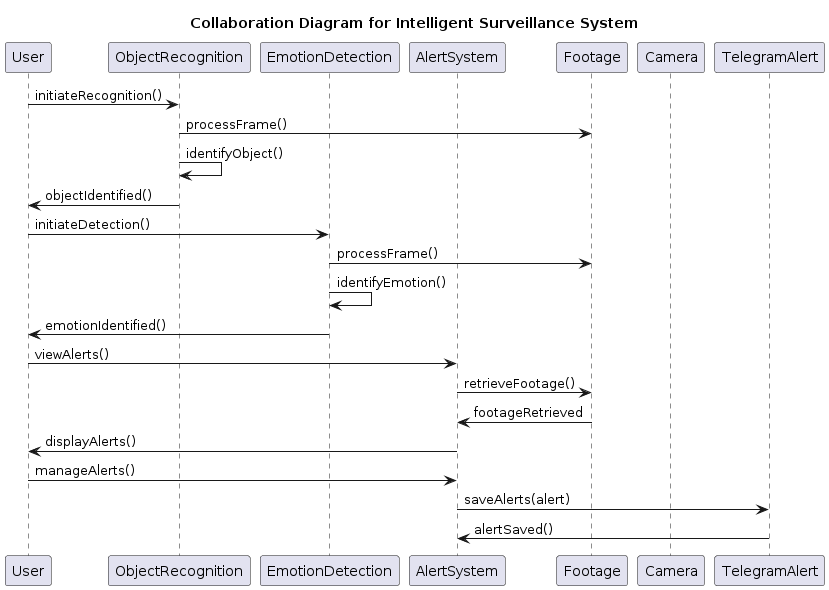 Collaboration Diagram for Intelligent Surveillance System
User ObjectRecognition EmotionDetection AlertSystem Footage Camera TelegramAlert
initiateRecognition()
processFrame()
identifyObject()
objectIdentified()
initiateDetection()
processFrame()
identifyEmotion()
emotionIdentified()
viewAlerts()
retrieveFootage()
footageRetrieved
displayAlerts()
manageAlerts()
saveAlerts(alert)
alertSaved()
User ObjectRecognition EmotionDetection AlertSystem Footage Camera TelegramAlert